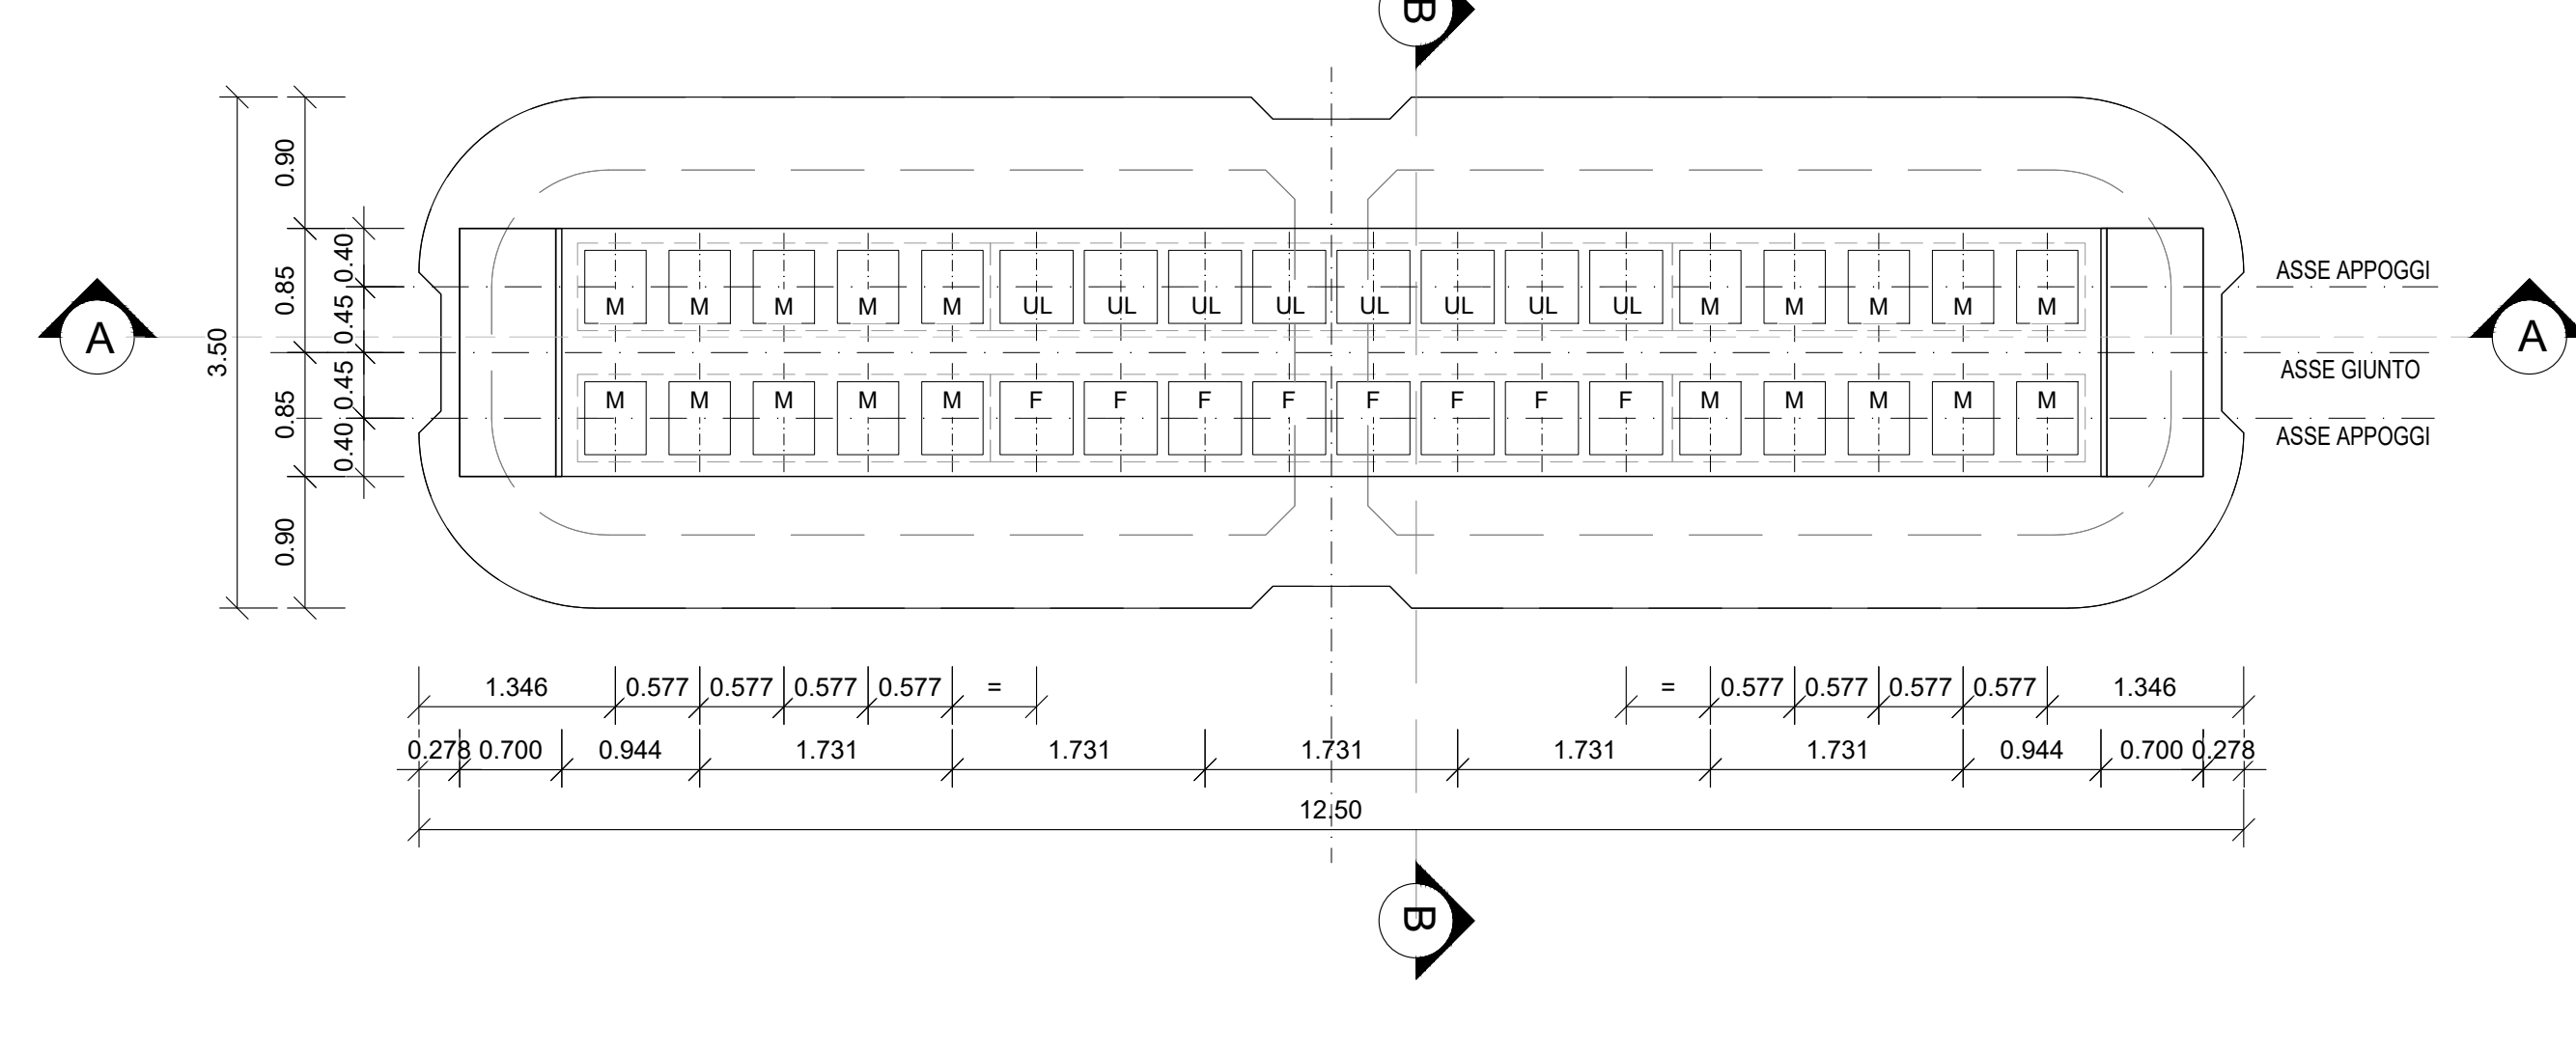 B
0.90
0.40
ASSE APPOGGI
0.85
M M M M M UL UL UL UL UL UL UL UL M M M M M
0.45
A
3.50
A
ASSE GIUNTO
0.45
M M M M M F F F F F F F F M M M M M
0.85
0.40
ASSE APPOGGI
0.90
1.346 0.577 0.577 0.577 0.577 = = 0.577 0.577 0.577 0.577 1.346
0.278 0.700 0.944 1.731 1.731 1.731 1.731 1.731 0.944 0.700 0.278
12.50
B